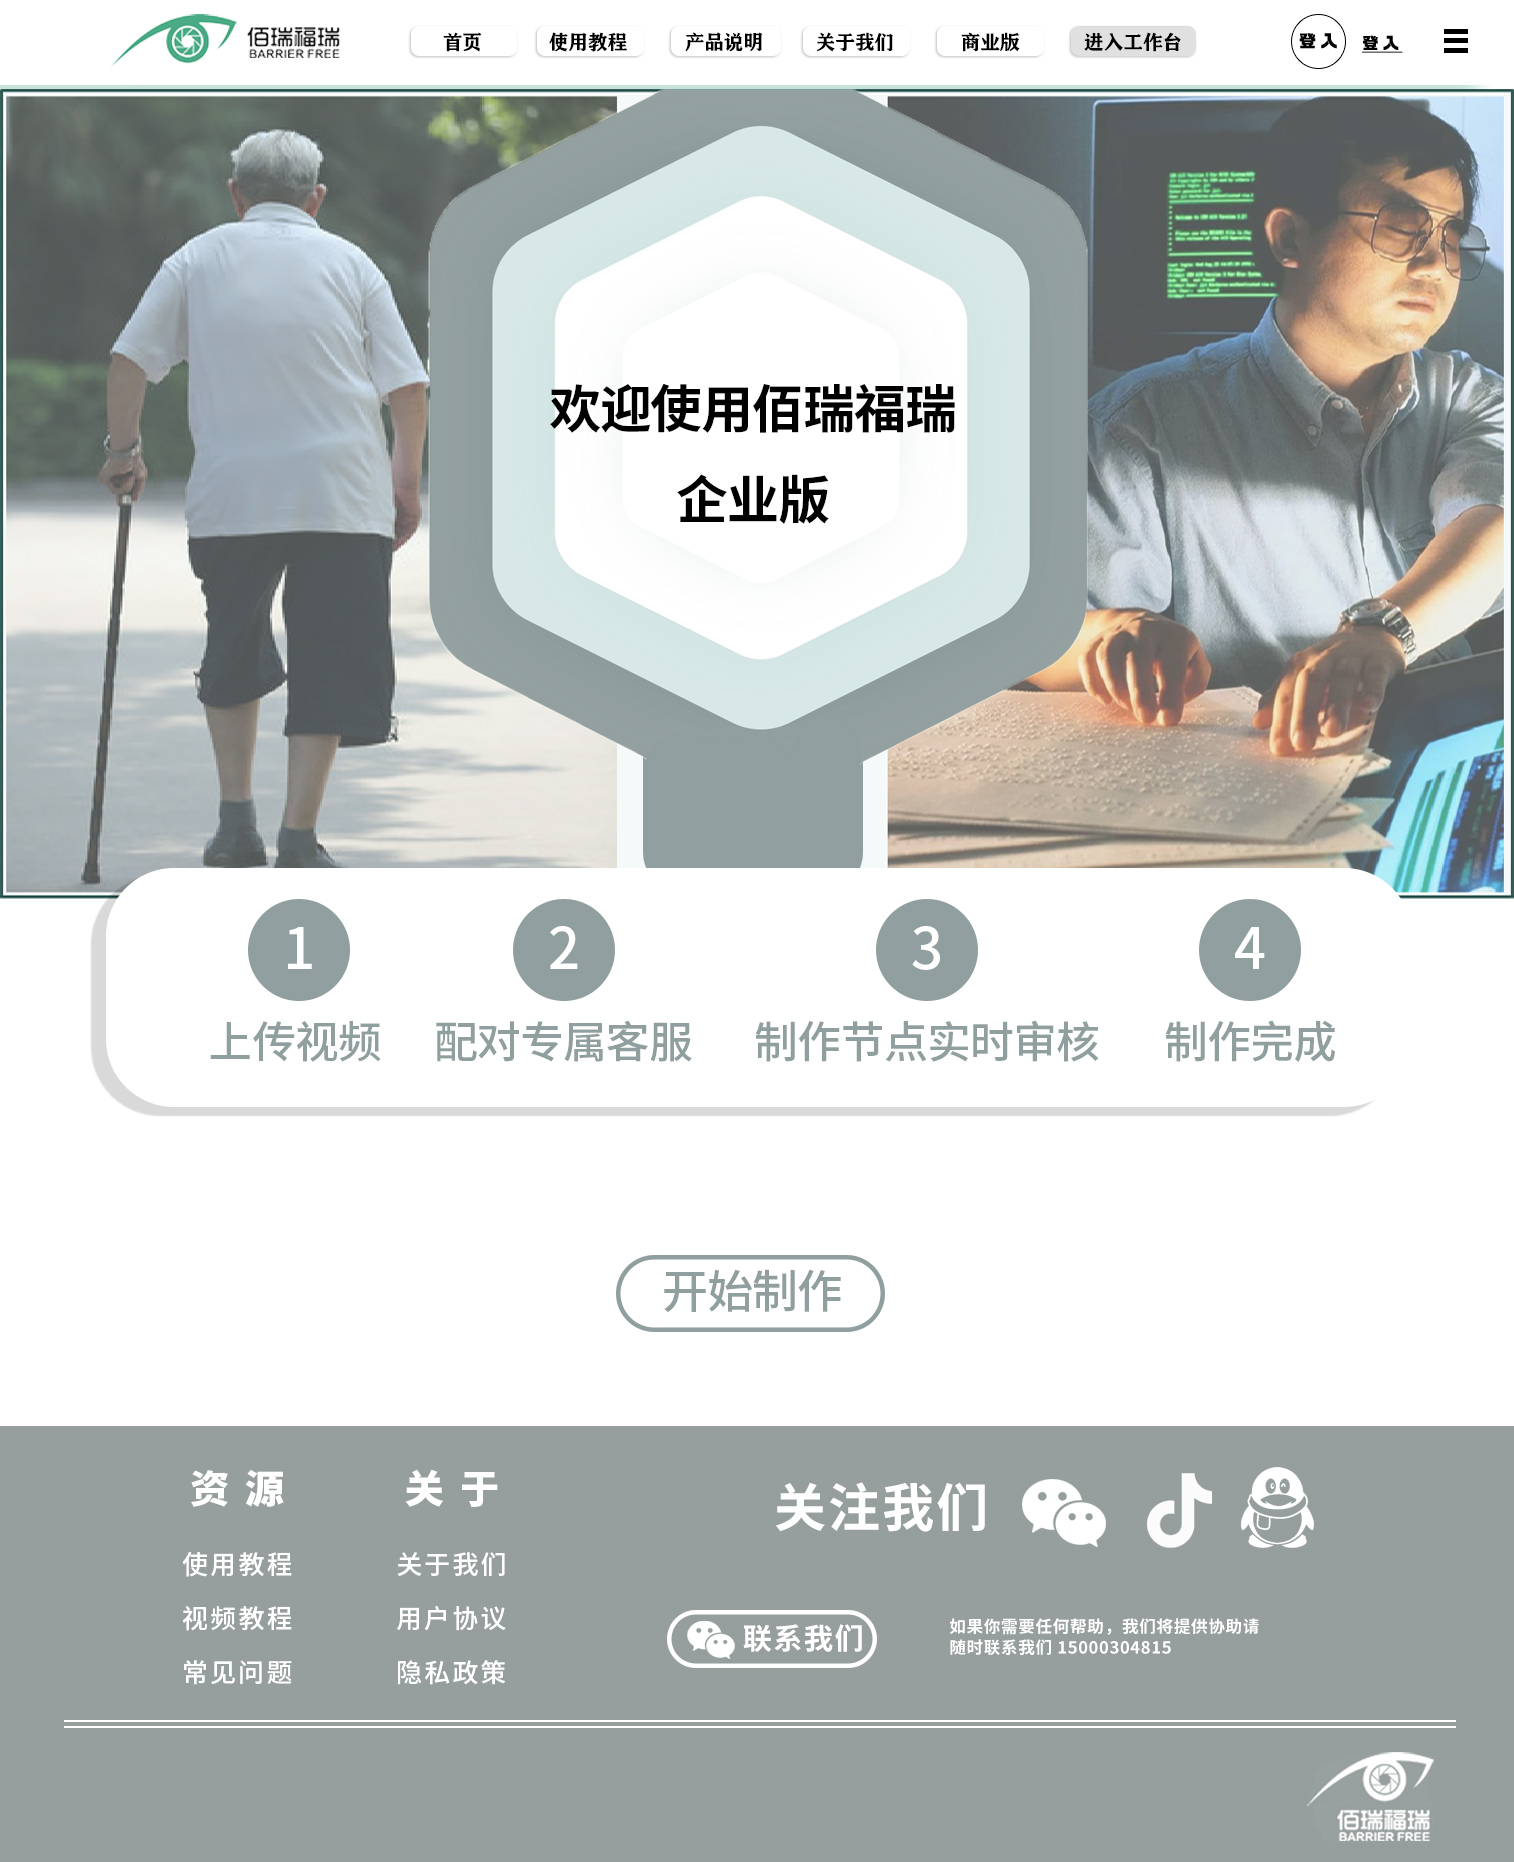 佰瑞福瑞
BARRIER FREE
首页
使用教程
产品说明
关于我们
商业版
进入工作台
登入
登入
欢迎使用佰瑞福瑞
企业版
1
2
3
4
上传视频
配对专属客服
制作节点实时审核
制作完成
开始制作
资源
关于
关注我们
使用教程
关于我们
视频教程
用户协议
常见问题
隐私政策
联系我们
如果你需要任何帮助，我们将提供协助请
随时联系我们 15000304815
佰瑞福瑞
BARRIER FREE